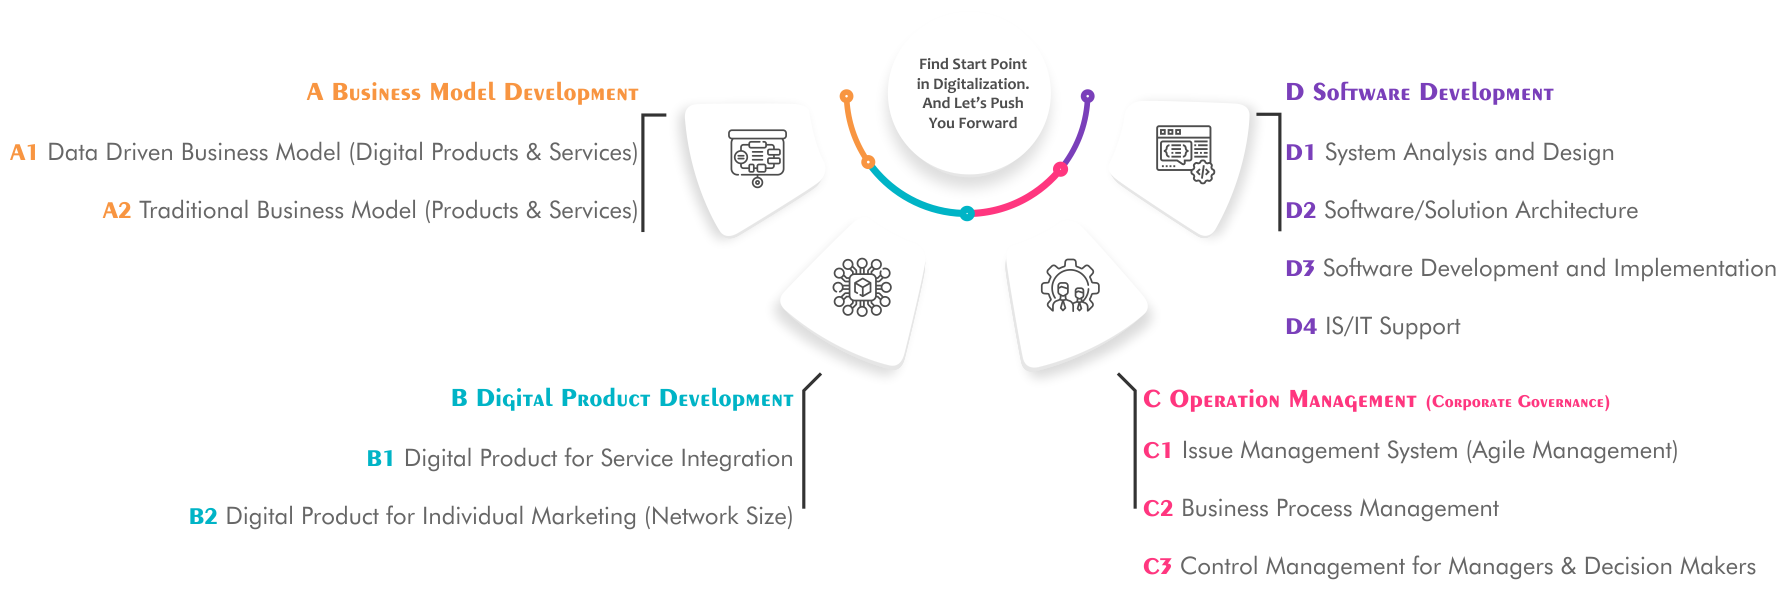 Find Start Point
in Digitalization.
And Let's Push
You Forward
A Business Model Development
A1 Data Driven Business Model (Digital Products & Services)
A2 Traditional Business Model (Products & Services)
B Digital Product Development
B1 Digital Product for Service Integration
B2 Digital Product for Individual Marketing (Network Size)
C Operation Management (Corporate Governance)
C1 Issue Management System (Agile Management)
C2 Business Process Management
C3 Control Management for Managers & Decision Makers
D Software Development
D1 System Analysis and Design
D2 Software/Solution Architecture
D3 Software Development and Implementation
D4 IS/IT Support